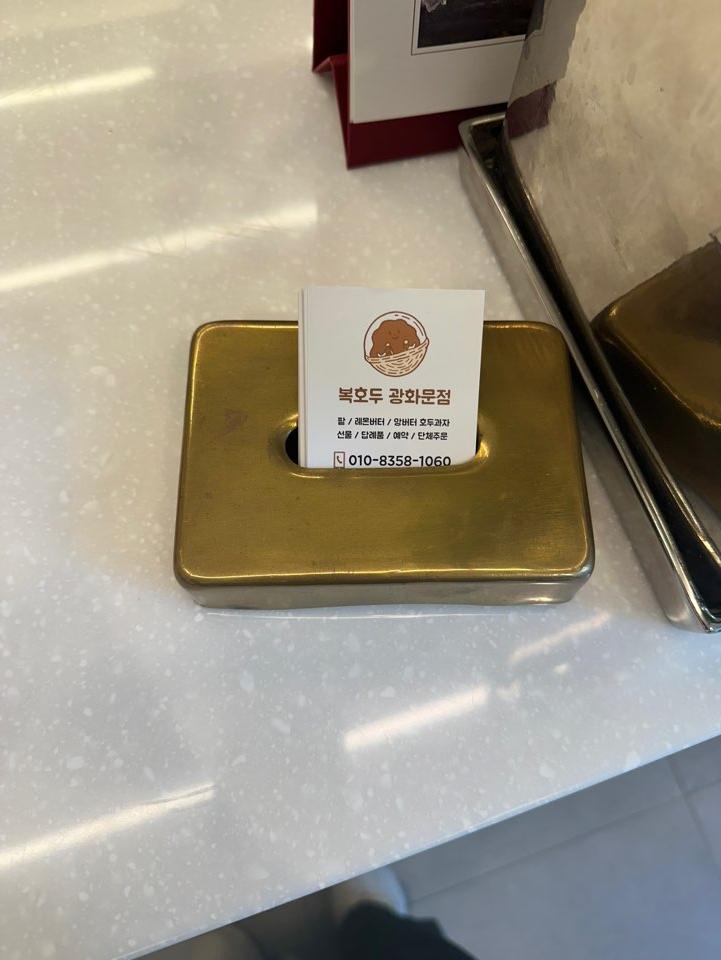 복호두 광화문점
팥 / 레몬버터 / 앙버터 호두과자
선물 / 답례품 / 예약 / 단체주문
010-8358-1060